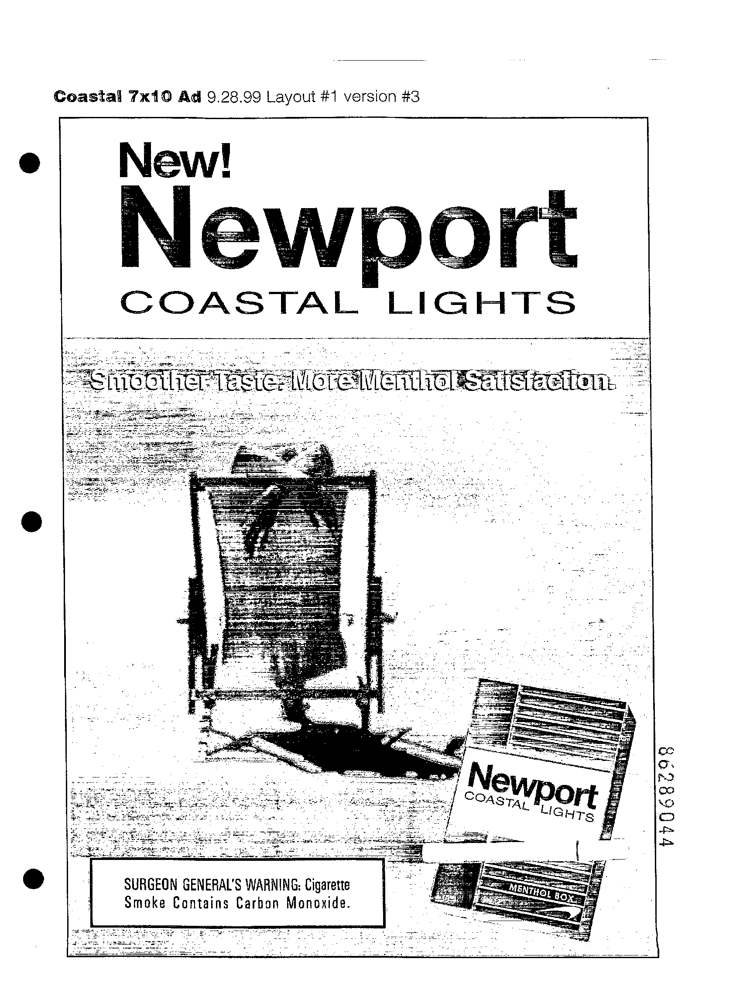 Coastal 7x10 Ad 9.28.99 Layout #1 version #3
New!
Newport
COASTAL LIGHTS
Smoother Taste. More Menthol Satisfaction.
Newport
COASTAL LIGHTS
MENTHOL BOX
SURGEON GENERAL'S WARNING: Cigarette
Smoke Contains Carbon Monoxide.
86289044